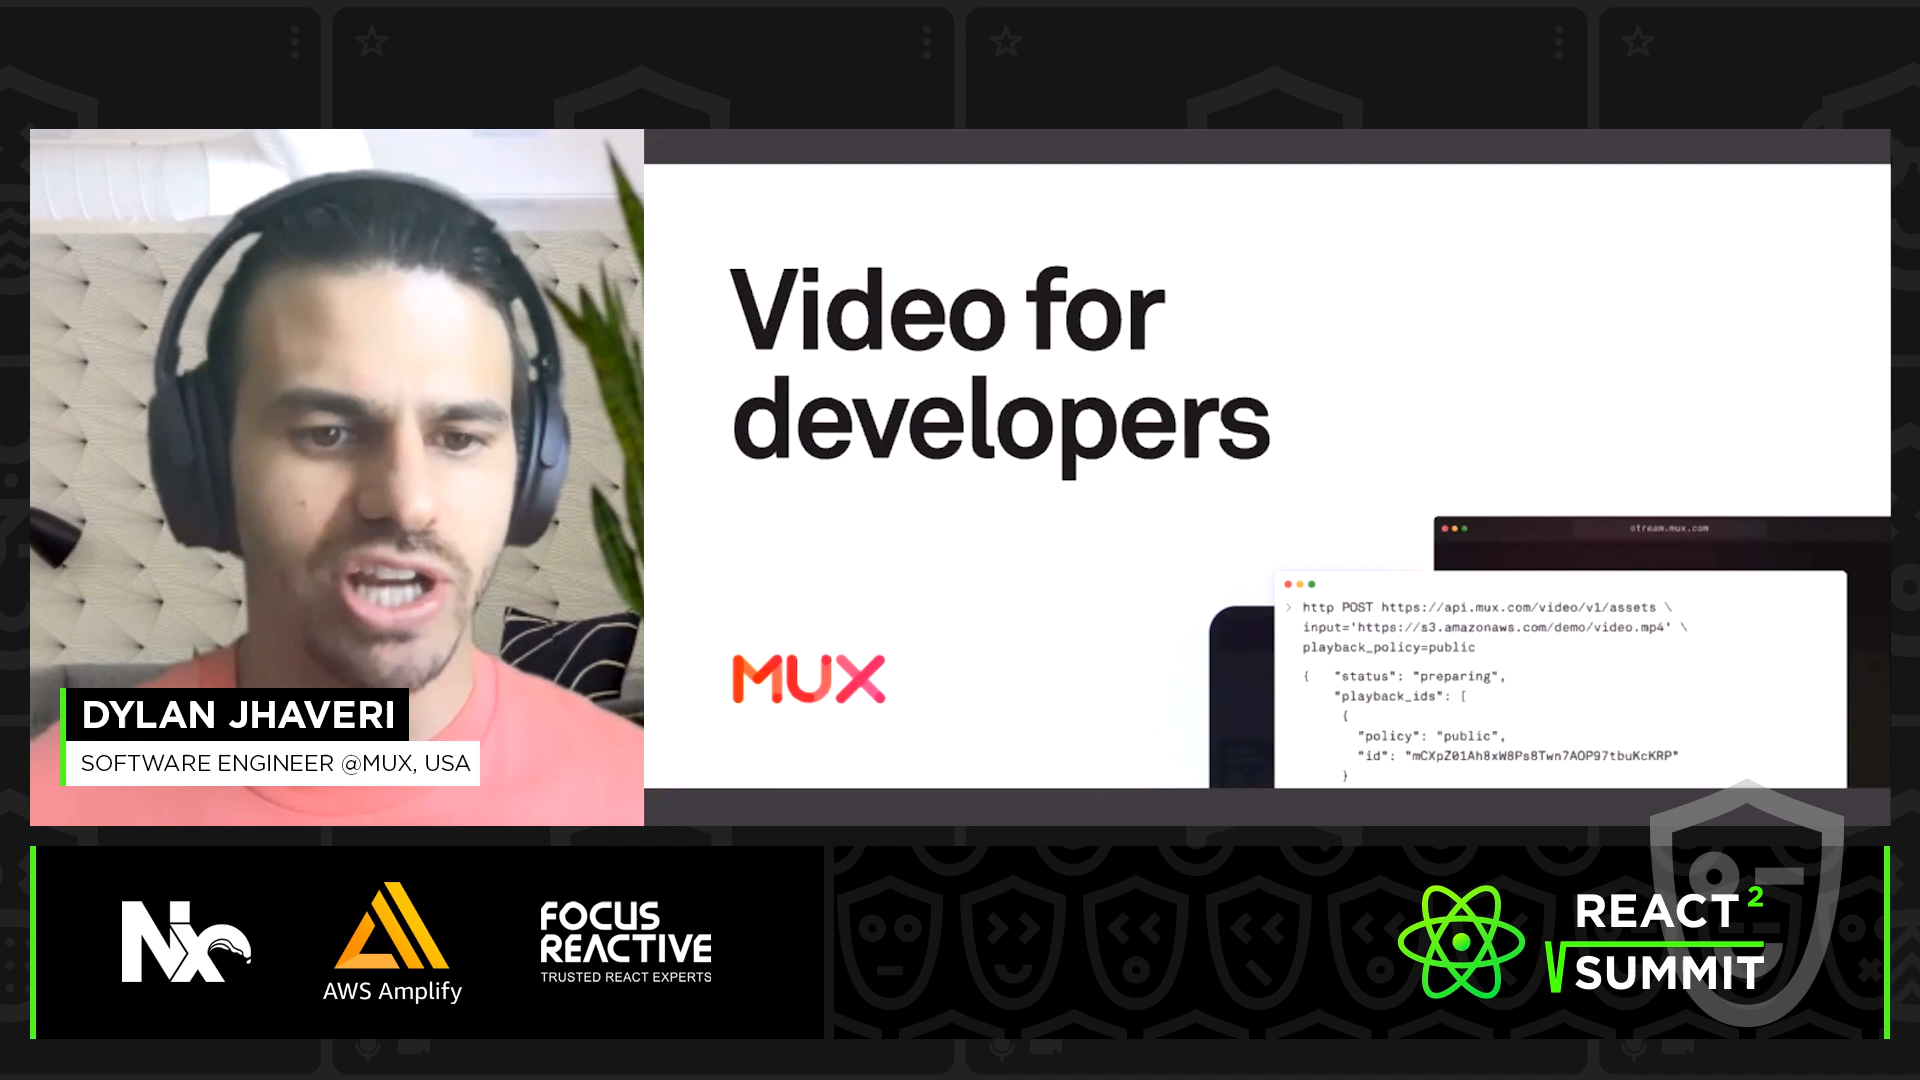 Video for
developers
MUX
stream.mux.com
> http POST https://api.mux.com/video/v1/assets \
input='https://s3.amazonaws.com/demo/video.mp4' \
playback_policy=public
{ "status": "preparing",
"playback_ids": [
{
"policy": "public",
"id": "mCXpZ01Ah8xW8Ps8Twn7AOP97tbuKcKRP"
}
DYLAN JHAVERI
SOFTWARE ENGINEER @MUX, USA
Nx
AWS Amplify
FOCUS
REACTIVE
TRUSTED REACT EXPERTS
REACT²
SUMMIT